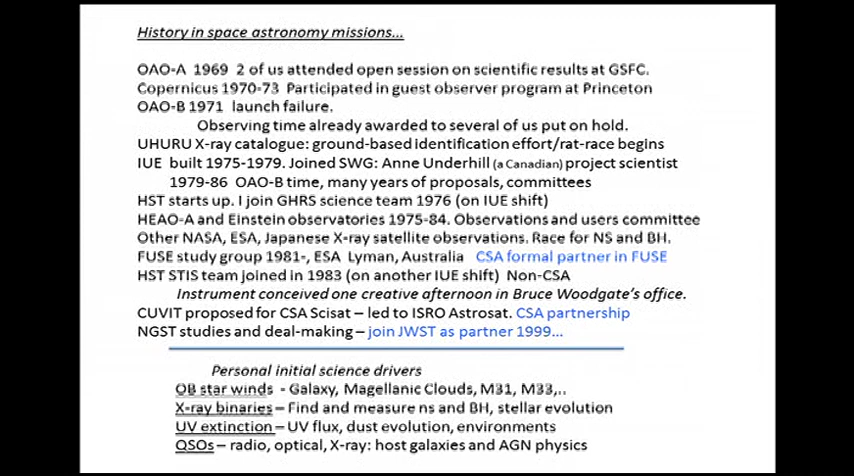 History in space astronomy missions...
OAO-A 1969 2 of us attended open session on scientific results at GSFC.
Copernicus 1970-73 Participated in guest observer program at Princeton
OAO-B 1971 launch failure.
Observing time already awarded to several of us put on hold.
UHURU X-ray catalogue: ground-based identification effort/rat-race begins
IUE built 1975-1979. Joined SWG: Anne Underhill (a Canadian) project scientist
1979-86 OAO-B time, many years of proposals, committees
HST starts up. I join GHRS science team 1976 (on IUE shift)
HEAO-A and Einstein observatories 1975-84. Observations and users committee
Other NASA, ESA, Japanese X-ray satellite observations. Race for NS and BH.
FUSE study group 1981-, ESA Lyman, Australia CSA formal partner in FUSE
HST STIS team joined in 1983 (on another IUE shift) Non-CSA
Instrument conceived one creative afternoon in Bruce Woodgate's office.
CUVIT proposed for CSA Scisat – led to ISRO Astrosat. CSA partnership
NGST studies and deal-making – join JWST as partner 1999...
Personal initial science drivers
OB star winds - Galaxy, Magellanic Clouds, M31, M33,..
X-ray binaries – Find and measure ns and BH, stellar evolution
UV extinction – UV flux, dust evolution, environments
QSOs – radio, optical, X-ray: host galaxies and AGN physics